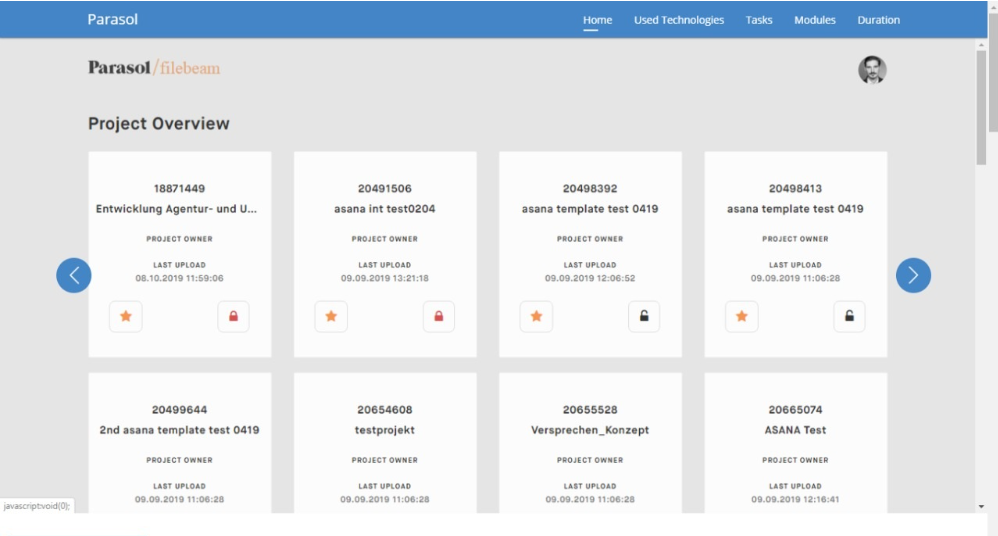 Parasol
Home Used Technologies Tasks Modules Duration
Parasol/filebeam
Project Overview
18871449
Entwicklung Agentur- und U...
PROJECT OWNER
LAST UPLOAD
08.10.2019 11:59:06
20491506
asana int test0204
PROJECT OWNER
LAST UPLOAD
09.09.2019 13:21:18
20498392
asana template test 0419
PROJECT OWNER
LAST UPLOAD
09.09.2019 12:06:52
20498413
asana template test 0419
PROJECT OWNER
LAST UPLOAD
09.09.2019 11:06:28
20499644
2nd asana template test 0419
PROJECT OWNER
LAST UPLOAD
09.09.2019 11:06:28
20654608
testprojekt
PROJECT OWNER
LAST UPLOAD
09.09.2019 11:06:28
20655528
Versprechen_Konzept
PROJECT OWNER
LAST UPLOAD
09.09.2019 11:06:28
20665074
ASANA Test
PROJECT OWNER
LAST UPLOAD
09.09.2019 12:16:41
javascript:void(0);